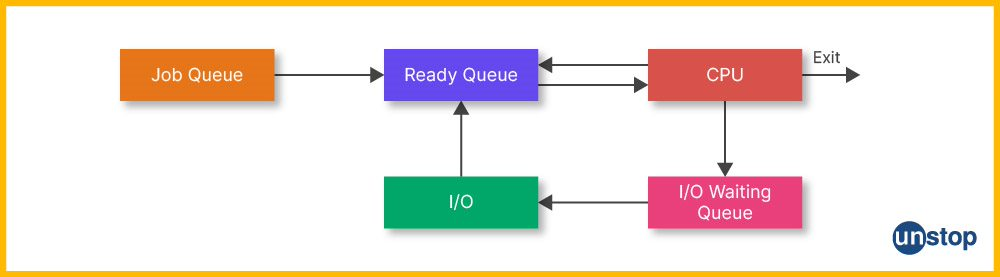 Job Queue
Ready Queue
CPU
Exit
I/O
I/O Waiting
Queue
unstop